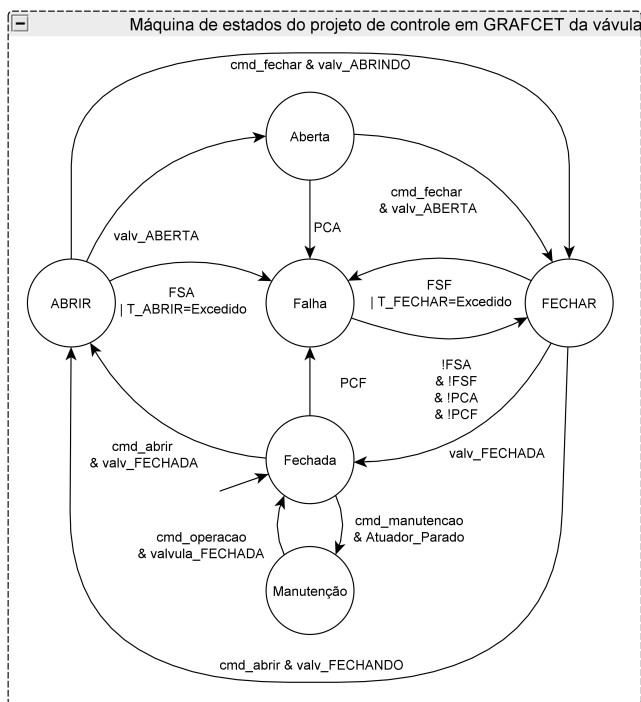 Máquina de estados do projeto de controle em GRAFCET da vávula
cmd_fechar & valv_ABRINDO
Aberta
cmd_fechar
& valv_ABERTA
valv_ABERTA
PCA
FSA
| T_ABRIR=Excedido
FSF
| T_FECHAR=Excedido
ABRIR
Falha
FECHAR
!FSA
& !FSF
& !PCA
& !PCF
PCF
cmd_abrir
& valv_FECHADA
Fechada
valv_FECHADA
cmd_operacao
& valvula_FECHADA
cmd_manutencao
& Atuador_Parado
Manutenção
cmd_abrir & valv_FECHANDO